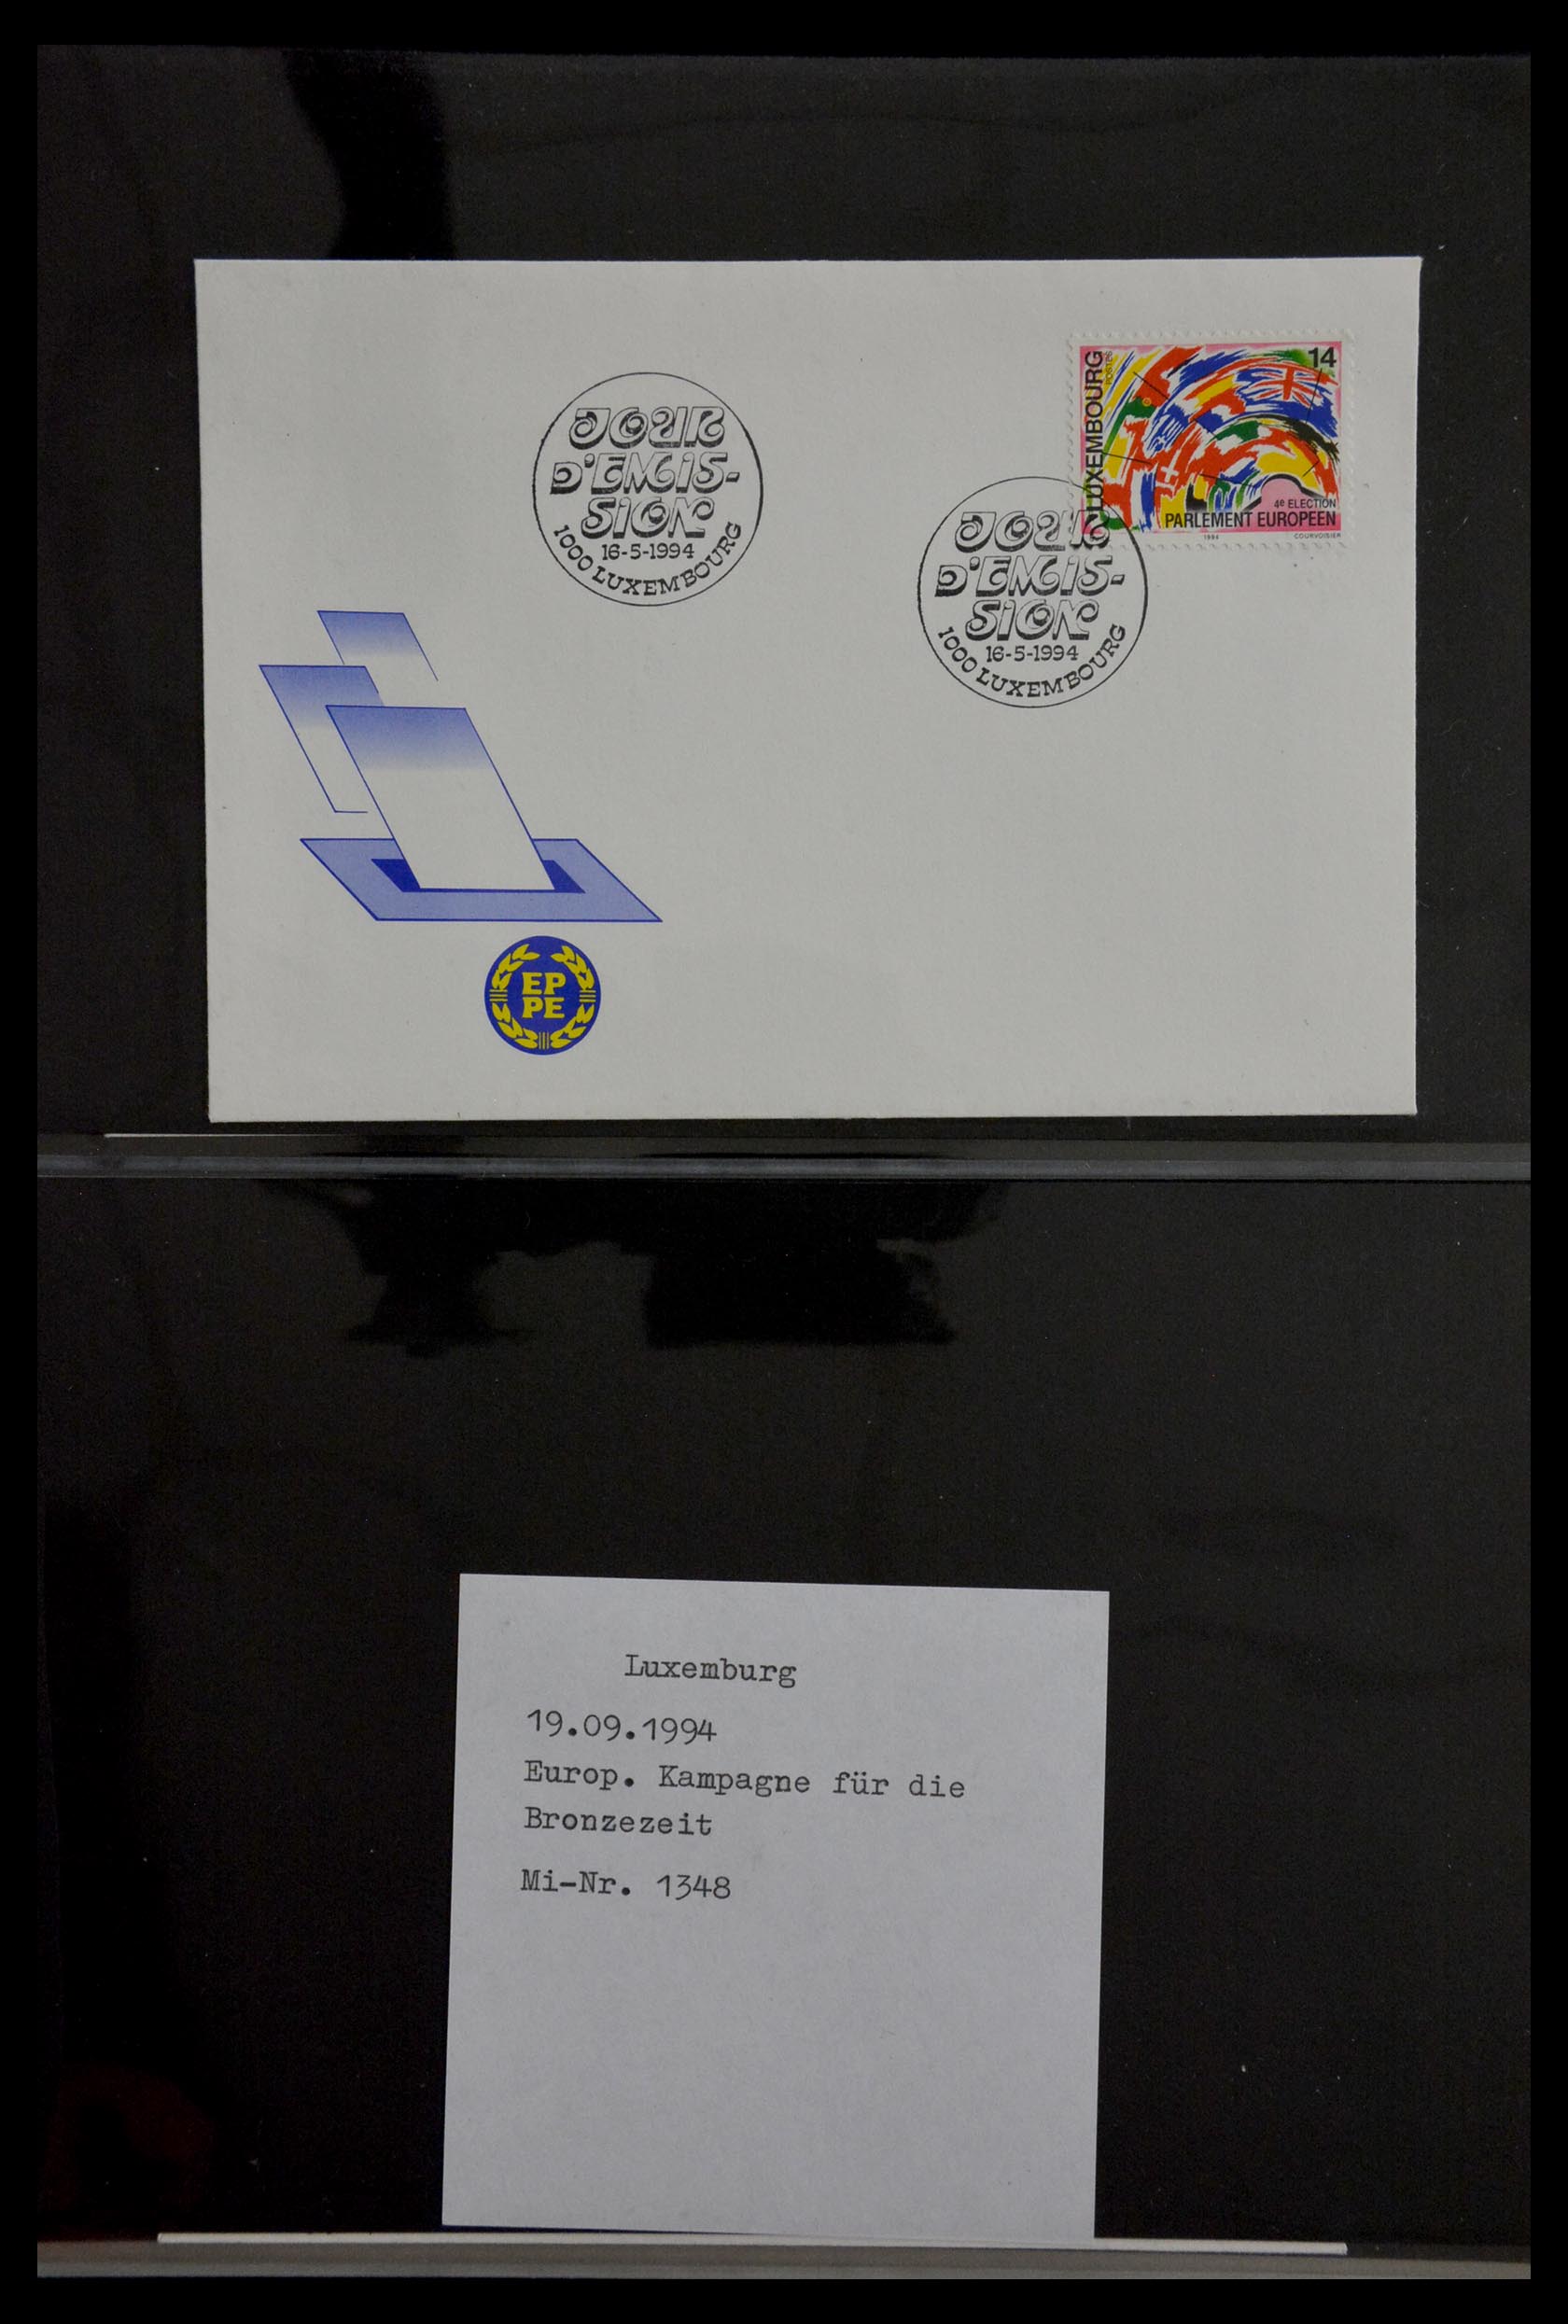 JOUR
D'EMIS-
SION
16-5-1994
1000 LUXEMBOURG
LUXEMBOURG
POSTES
14
4e ELECTION
PARLEMENT EUROPEEN
1994
COURVOISIER
JOUR
D'EMIS-
SION
16-5-1994
1000 LUXEMBOURG
EP
PE
Luxemburg
19.09.1994
Europ. Kampagne für die
Bronzezeit
Mi-Nr. 1348